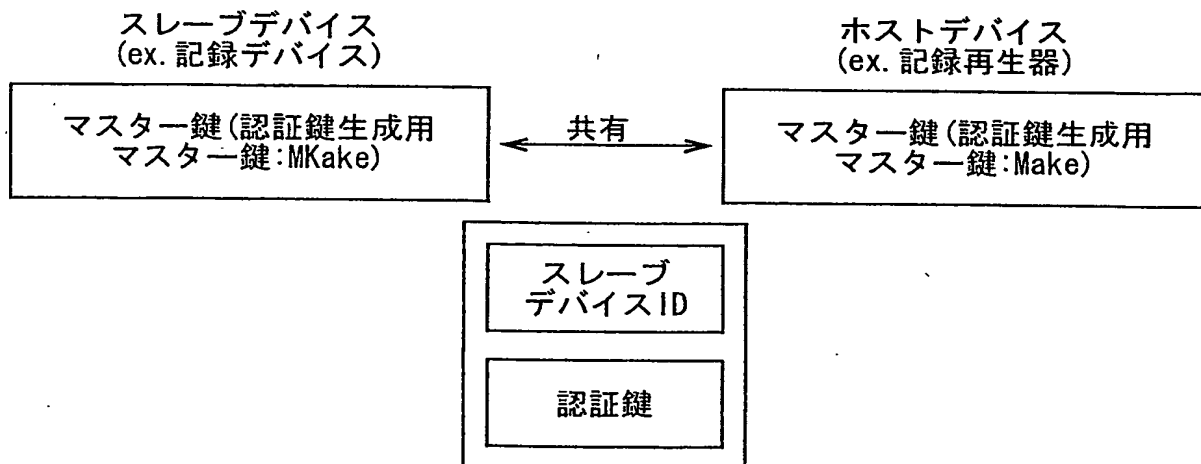 スレーブデバイス
(ex.記録デバイス)
ホストデバイス
(ex.記録再生器)
マスター鍵(認証鍵生成用
マスター鍵:MKake)
共有
マスター鍵(認証鍵生成用
マスター鍵:Make)
スレーブ
デバイスID
認証鍵